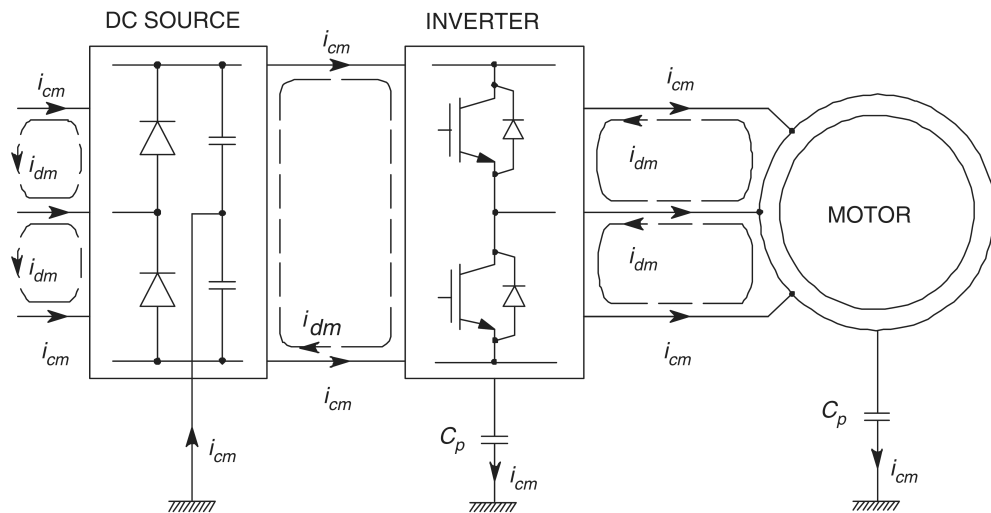 DC SOURCE
INVERTER
i_cm
i_cm
i_cm
i_dm
i_dm
i_dm
MOTOR
i_dm
i_dm
i_dm
i_cm
i_cm
i_cm
C_p
C_p
i_cm
i_cm
i_cm